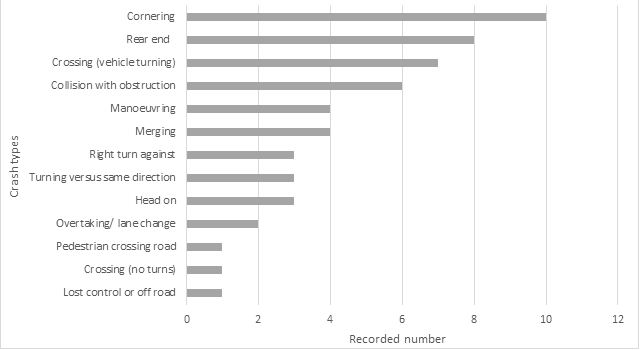 Cornering
Rear end
Crossing (vehicle turning)
Collision with obstruction
Manoeuvring
Merging
Right turn against
Turning versus same direction
Head on
Overtaking/ lane change
Pedestrian crossing road
Crossing (no turns)
Lost control or off road
Crash types
0 2 4 6 8 10 12
Recorded number